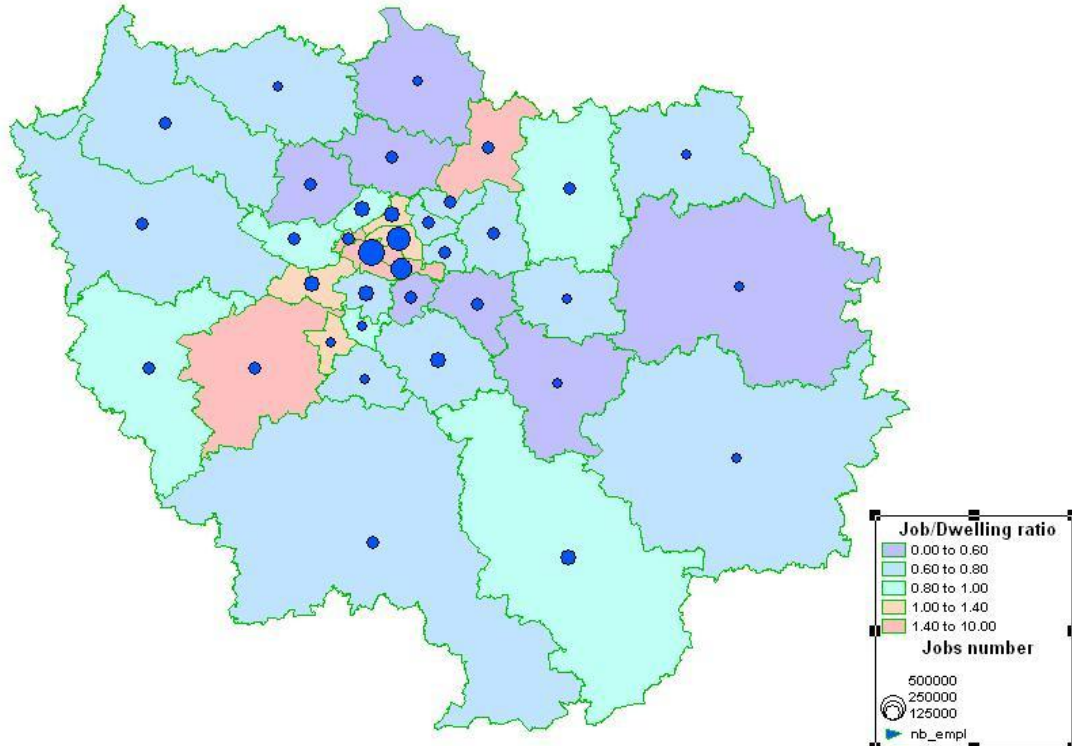 Job/Dwelling ratio
0.00 to 0.60
0.60 to 0.80
0.80 to 1.00
1.00 to 1.40
1.40 to 10.00
Jobs number
500000
250000
125000
nb_empl